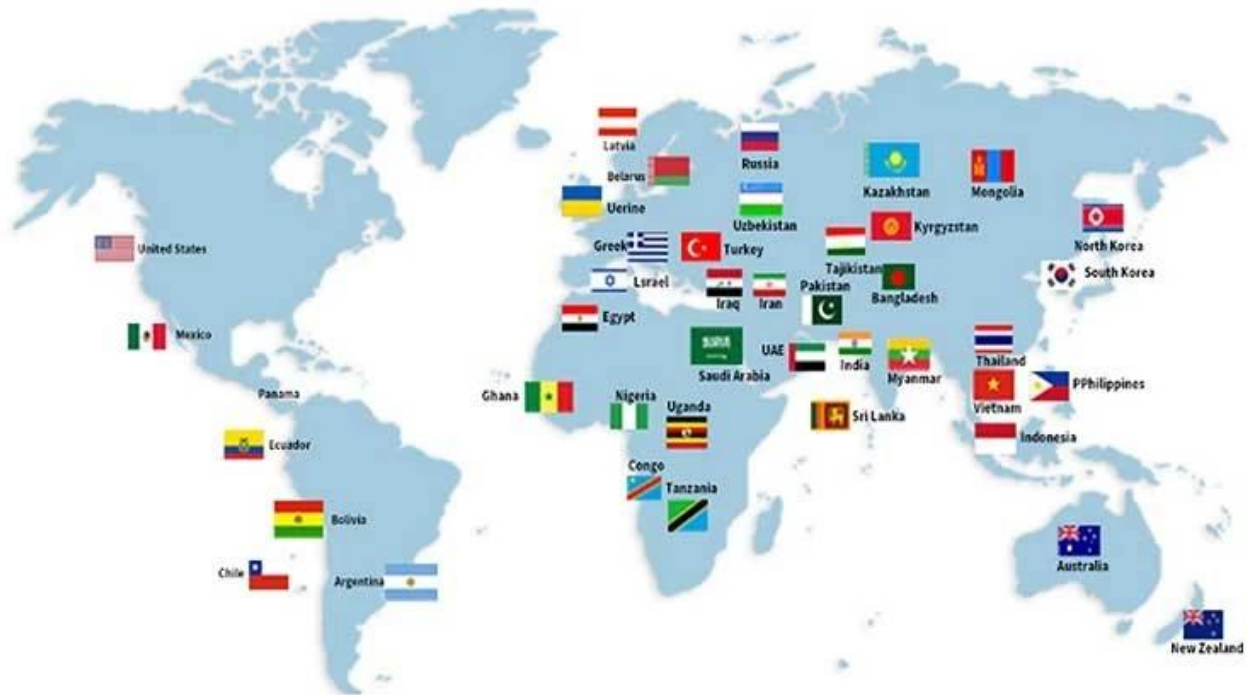 Latvia
Russia
Belarus
Kazakhstan
Mongolia
Uerine
Uzbekistan
Kyrgyzstan
North Korea
United States
Greek
Turkey
Tajikistan
South Korea
Lsrael
Iraq
Iran
Pakistan
Bangladesh
Egypt
Mexico
Saudi Arabia
UAE
India
Myanmar
Thailand
Panama
Ghana
Nigeria
Uganda
Sri Lanka
Vietnam
PPhilippines
Ecuador
Indonesia
Congo
Tanzania
Bolivia
Chile
Argentina
Australia
New Zealand